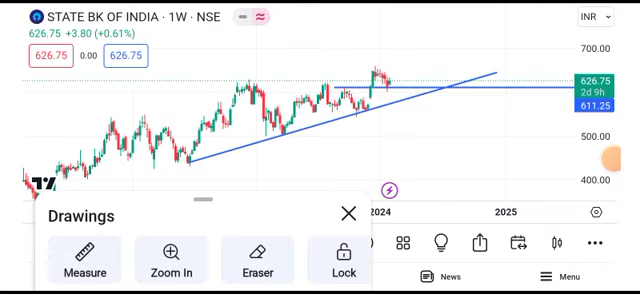 STATE BK OF INDIA · 1W · NSE
INR
626.75 +3.80 (+0.61%)
626.75 0.00 626.75
700.00
626.75
2d 9h
611.25
500.00
400.00
2024 2025
Drawings
Measure Zoom In Eraser Lock
News Menu